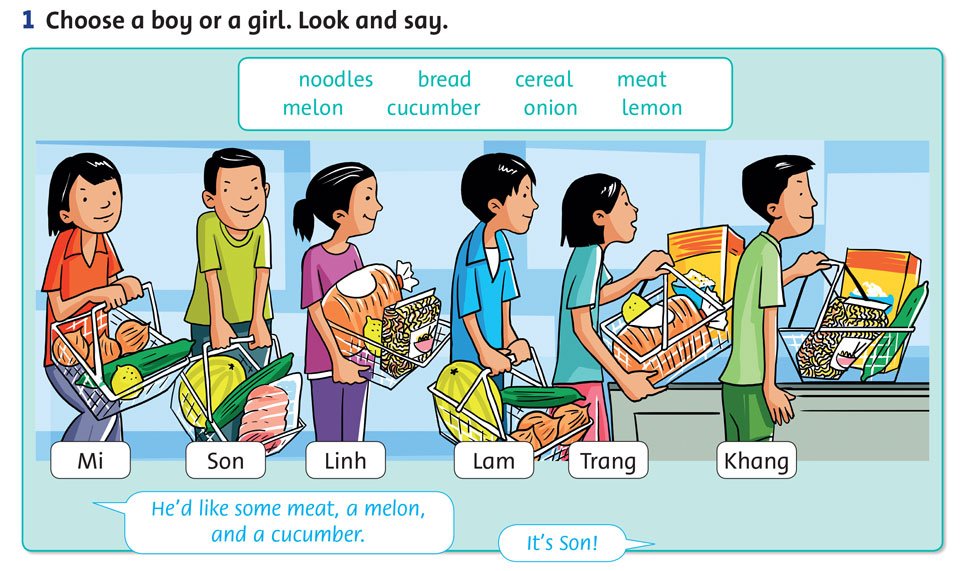 1 Choose a boy or a girl. Look and say.
noodles bread cereal meat
melon cucumber onion lemon
Mi Son Linh Lam Trang Khang
He'd like some meat, a melon,
and a cucumber.
It's Son!